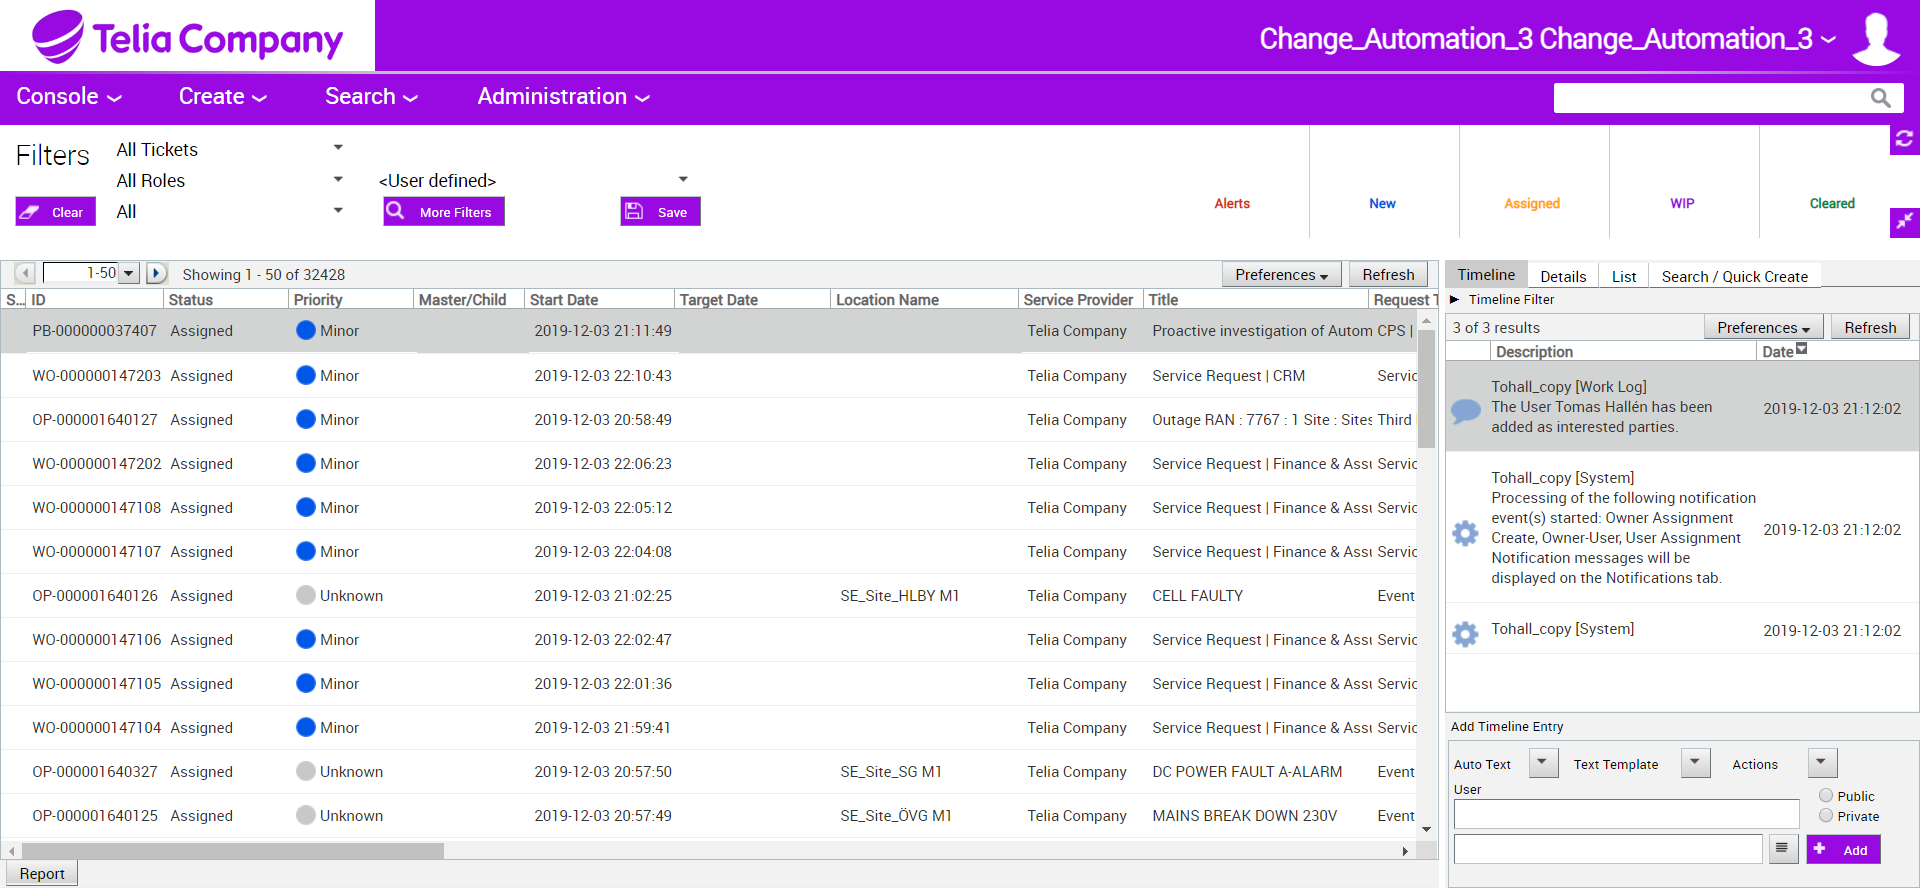 Telia Company
Change_Automation_3 Change_Automation_3
Console Create Search Administration
Filters
All Tickets
All Roles <User defined>
Clear All More Filters Save
Alerts New Assigned WIP Cleared
1-50 Showing 1 - 50 of 32428 Preferences Refresh
S... ID Status Priority Master/Child Start Date Target Date Location Name Service Provider Title Request T
PB-000000037407 Assigned Minor 2019-12-03 21:11:49 Telia Company Proactive investigation of Autom CPS |
WO-000000147203 Assigned Minor 2019-12-03 22:10:43 Telia Company Service Request | CRM Servic
OP-000001640127 Assigned Minor 2019-12-03 20:58:49 Telia Company Outage RAN : 7767 : 1 Site : Sites Third
WO-000000147202 Assigned Minor 2019-12-03 22:06:23 Telia Company Service Request | Finance & Assu Servic
WO-000000147108 Assigned Minor 2019-12-03 22:05:12 Telia Company Service Request | Finance & Assu Servic
WO-000000147107 Assigned Minor 2019-12-03 22:04:08 Telia Company Service Request | Finance & Assu Servic
OP-000001640126 Assigned Unknown 2019-12-03 21:02:25 SE_Site_HLBY M1 Telia Company CELL FAULTY Event
WO-000000147106 Assigned Minor 2019-12-03 22:02:47 Telia Company Service Request | Finance & Assu Servic
WO-000000147105 Assigned Minor 2019-12-03 22:01:36 Telia Company Service Request | Finance & Assu Servic
WO-000000147104 Assigned Minor 2019-12-03 21:59:41 Telia Company Service Request | Finance & Assu Servic
OP-000001640327 Assigned Unknown 2019-12-03 20:57:50 SE_Site_SG M1 Telia Company DC POWER FAULT A-ALARM Event
OP-000001640125 Assigned Unknown 2019-12-03 20:57:49 SE_Site_ÖVG M1 Telia Company MAINS BREAK DOWN 230V Event
Report
Timeline Details List Search / Quick Create
Timeline Filter
3 of 3 results Preferences Refresh
Description Date
Tohall_copy [Work Log]
The User Tomas Hallén has been 2019-12-03 21:12:02
added as interested parties.
Tohall_copy [System]
Processing of the following notification
event(s) started: Owner Assignment
Create, Owner-User, User Assignment 2019-12-03 21:12:02
Notification messages will be
displayed on the Notifications tab.
Tohall_copy [System] 2019-12-03 21:12:02
Add Timeline Entry
Auto Text Text Template Actions
User
Public
Private
Add